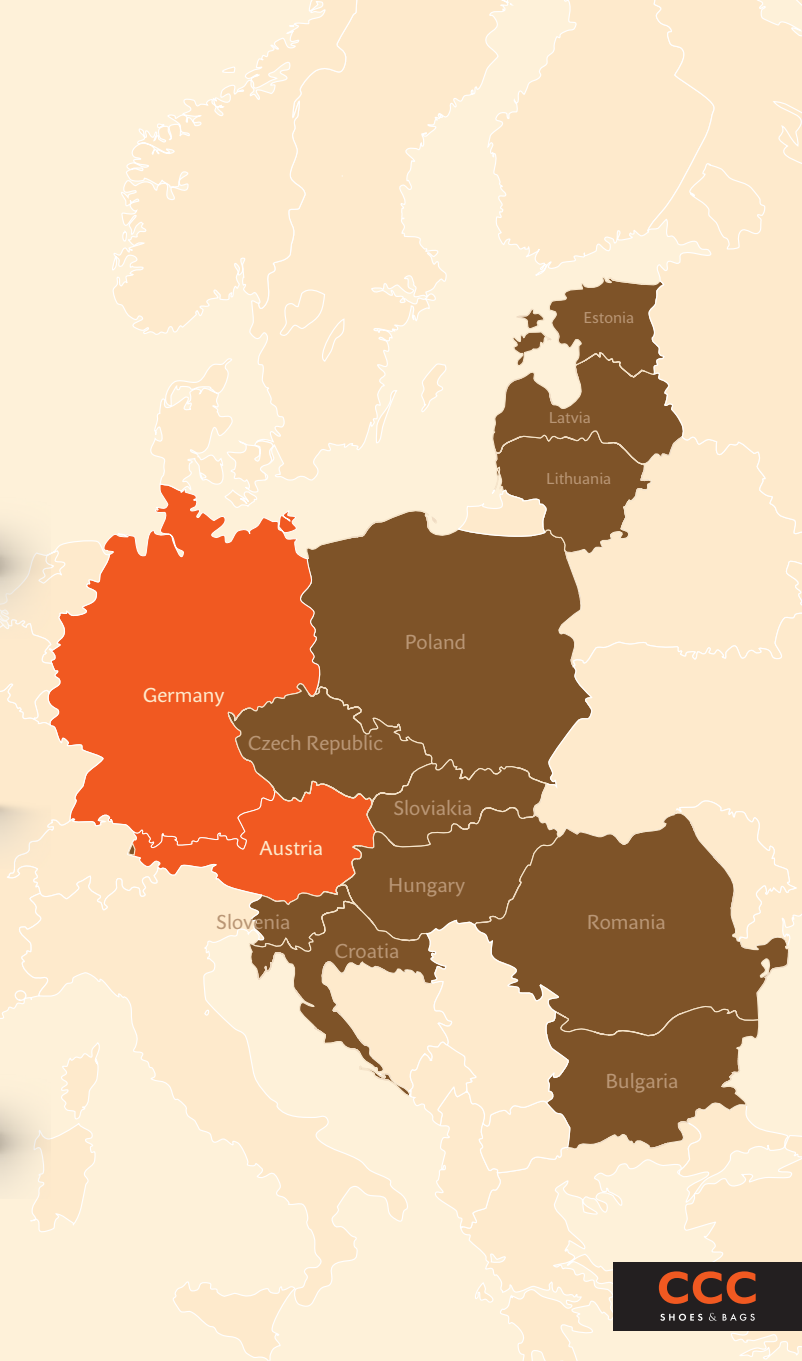 Estonia
Latvia
Lithuania
Poland
Germany
Czech Republic
Sloviakia
Austria
Hungary
Slovenia
Romania
Croatia
Bulgaria
CCC
SHOES & BAGS